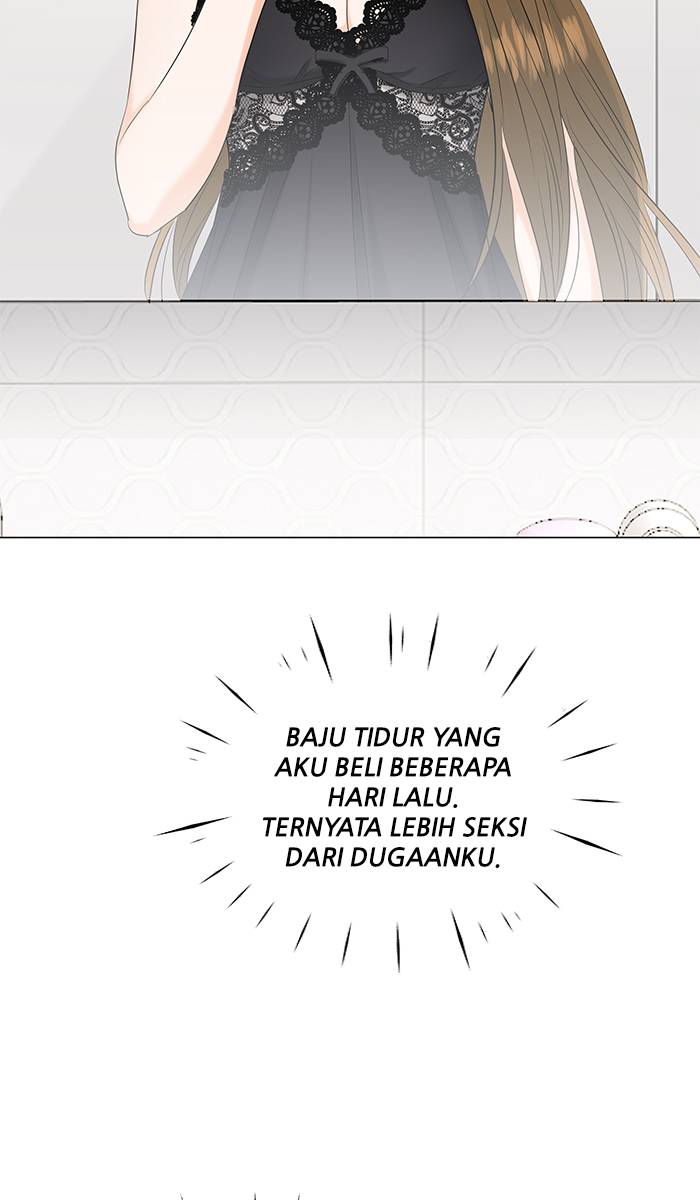 BAJU TIDUR YANG
AKU BELI BEBERAPA
HARI LALU.
TERNYATA LEBIH SEKSI
DARI DUGAANKU.